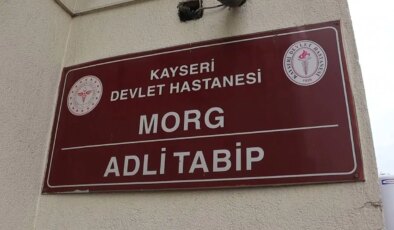 KAYSERİ
DEVLET HASTANESİ
MORG
ADLİ TABİP